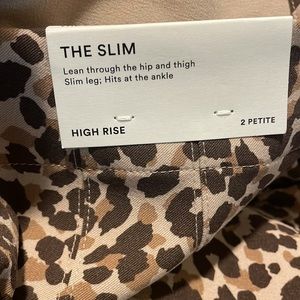 THE SLIM
Lean through the hip and thigh
Slim leg; Hits at the ankle
HIGH RISE
2 PETITE